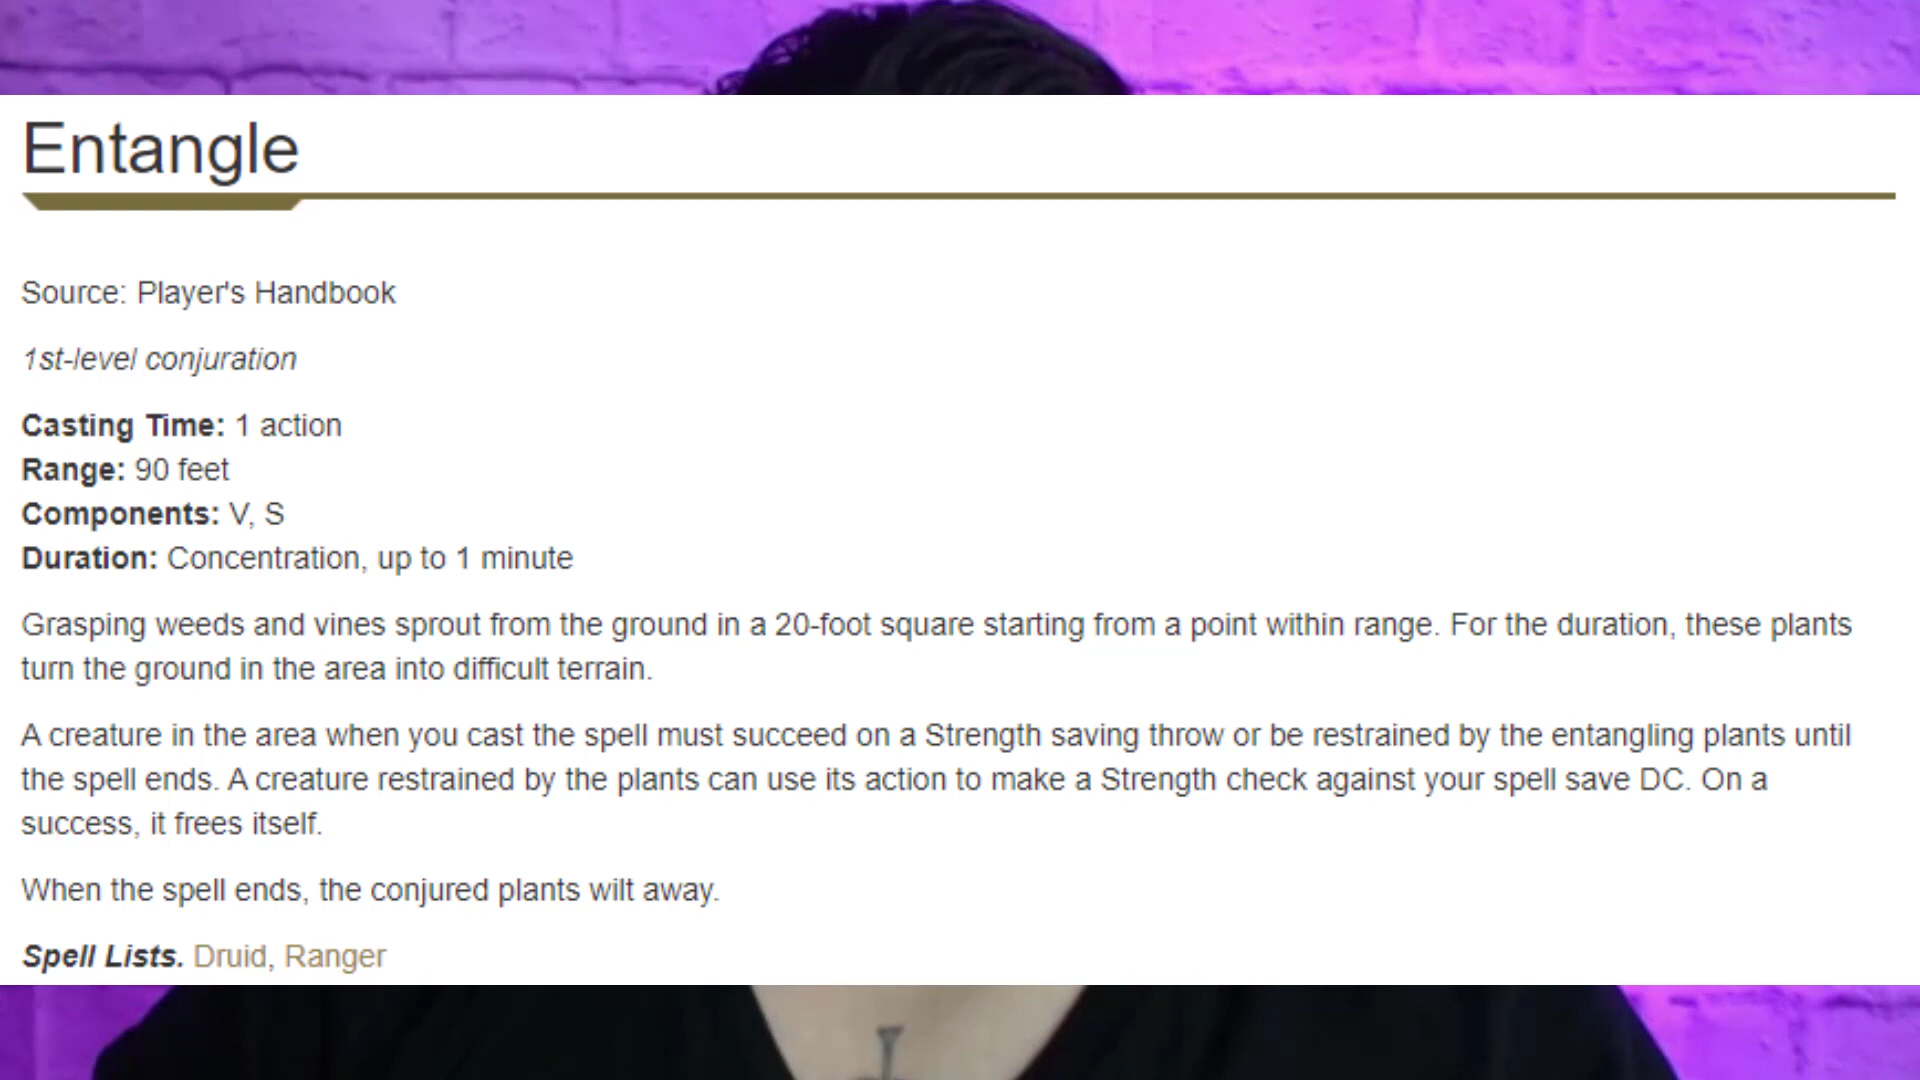 Entangle
Source: Player's Handbook
1st-level conjuration
Casting Time: 1 action
Range: 90 feet
Components: V, S
Duration: Concentration, up to 1 minute
Grasping weeds and vines sprout from the ground in a 20-foot square starting from a point within range. For the duration, these plants
turn the ground in the area into difficult terrain.
A creature in the area when you cast the spell must succeed on a Strength saving throw or be restrained by the entangling plants until
the spell ends. A creature restrained by the plants can use its action to make a Strength check against your spell save DC. On a
success, it frees itself.
When the spell ends, the conjured plants wilt away.
Spell Lists. Druid, Ranger